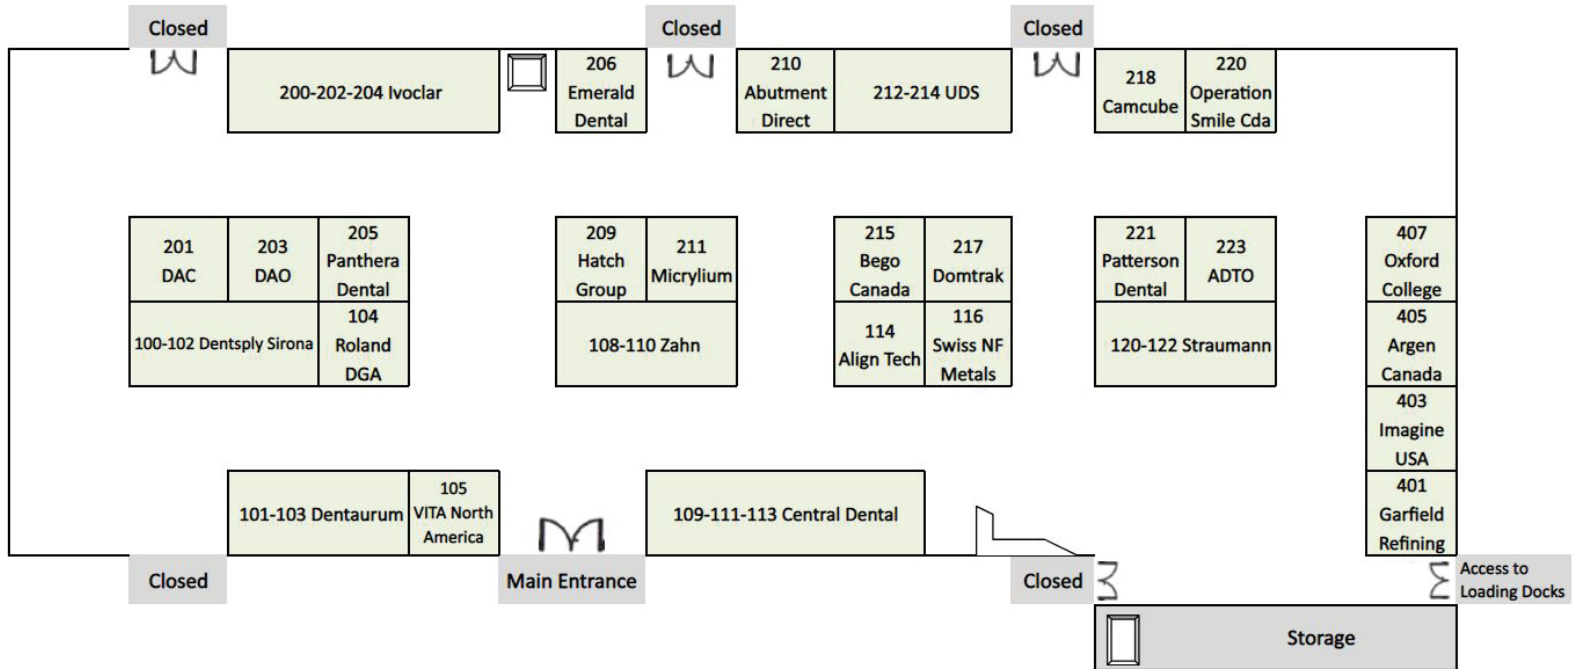 Closed
Closed
Closed
200-202-204 Ivoclar
206
Emerald
Dental
210
Abutment
Direct
212-214 UDS
218
Camcube
220
Operation
Smile Cda
201
DAC
203
DAO
205
Panthera
Dental
209
Hatch
Group
211
Micrylium
215
Bego
Canada
217
Domtrak
221
Patterson
Dental
223
ADTO
407
Oxford
College
100-102 Dentsply Sirona
104
Roland
DGA
108-110 Zahn
114
Align Tech
116
Swiss NF
Metals
120-122 Straumann
405
Argen
Canada
403
Imagine
USA
101-103 Dentaurum
105
VITA North
America
109-111-113 Central Dental
401
Garfield
Refining
Closed
Main Entrance
Closed
Access to
Loading Docks
Storage